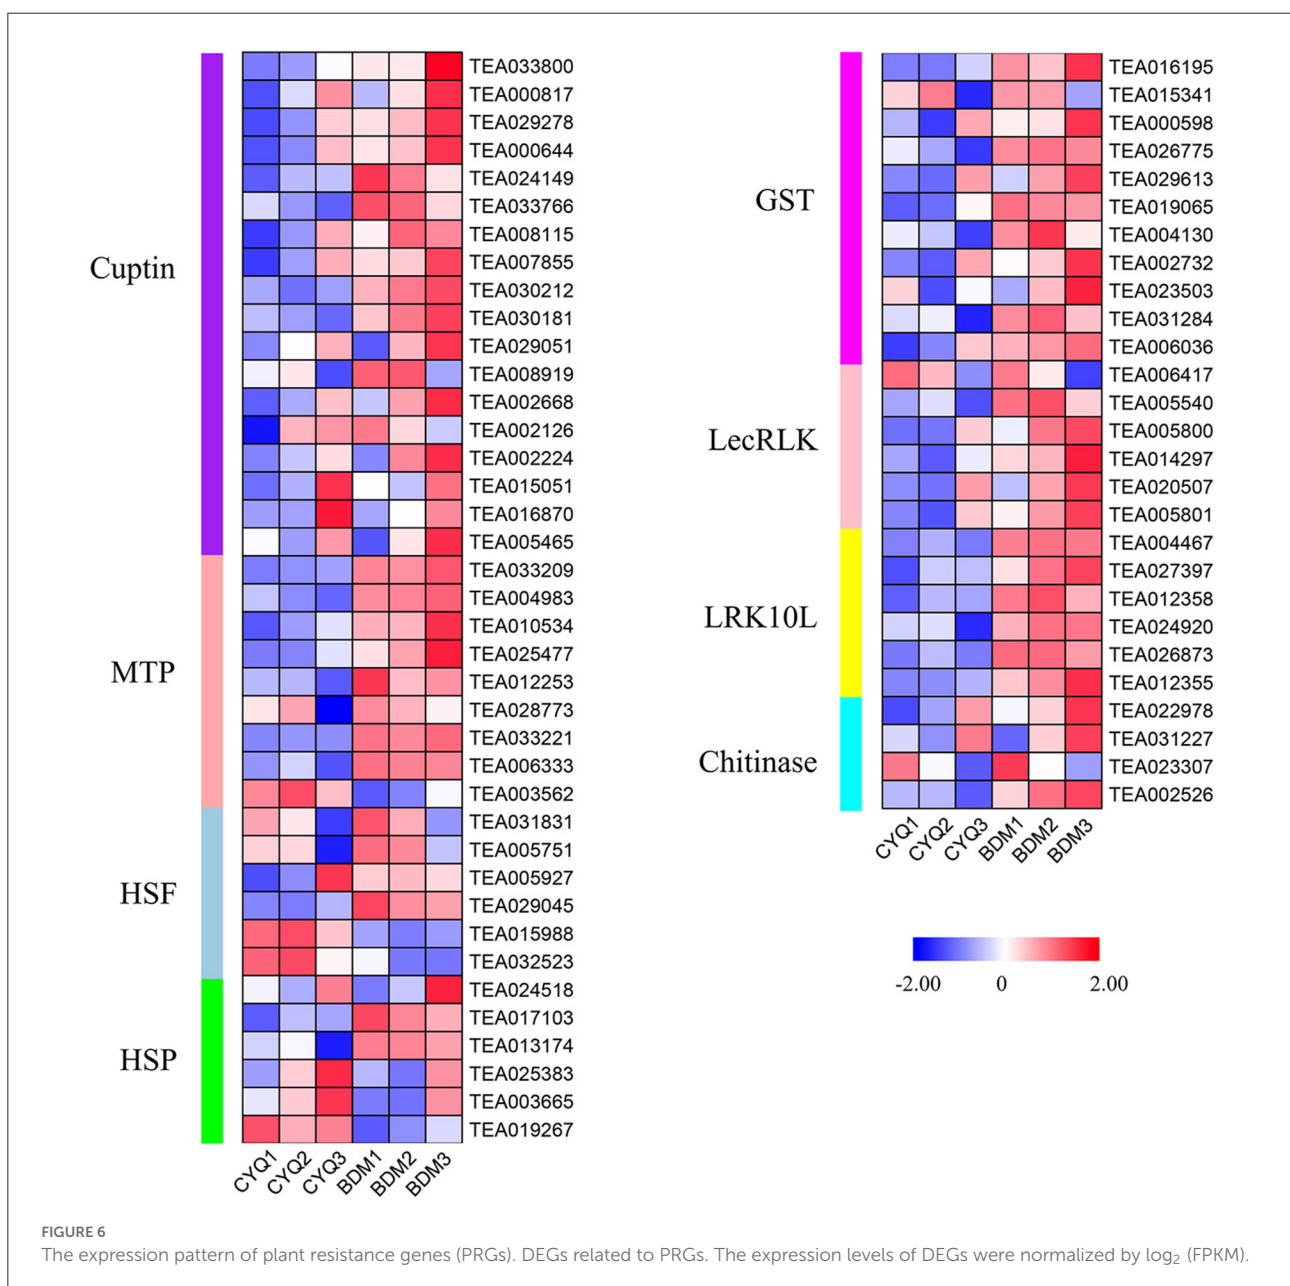 Cuptin
MTP
HSF
HSP
TEA033800
TEA000817
TEA029278
TEA000644
TEA024149
TEA033766
TEA008115
TEA007855
TEA030212
TEA030181
TEA029051
TEA008919
TEA002668
TEA002126
TEA002224
TEA015051
TEA016870
TEA005465
TEA033209
TEA004983
TEA010534
TEA025477
TEA012253
TEA028773
TEA033221
TEA006333
TEA003562
TEA031831
TEA005751
TEA005927
TEA029045
TEA015988
TEA032523
TEA024518
TEA017103
TEA013174
TEA025383
TEA003665
TEA019267
CYQ1
CYQ2
CYQ3
BDM1
BDM2
BDM3
GST
LecRLK
LRK10L
Chitinase
TEA016195
TEA015341
TEA000598
TEA026775
TEA029613
TEA019065
TEA004130
TEA002732
TEA023503
TEA031284
TEA006036
TEA006417
TEA005540
TEA005800
TEA014297
TEA020507
TEA005801
TEA004467
TEA027397
TEA012358
TEA024920
TEA026873
TEA012355
TEA022978
TEA031227
TEA023307
TEA002526
CYQ1
CYQ2
CYQ3
BDM1
BDM2
BDM3
-2.00 0 2.00
FIGURE 6
The expression pattern of plant resistance genes (PRGs). DEGs related to PRGs. The expression levels of DEGs were normalized by log₂ (FPKM).